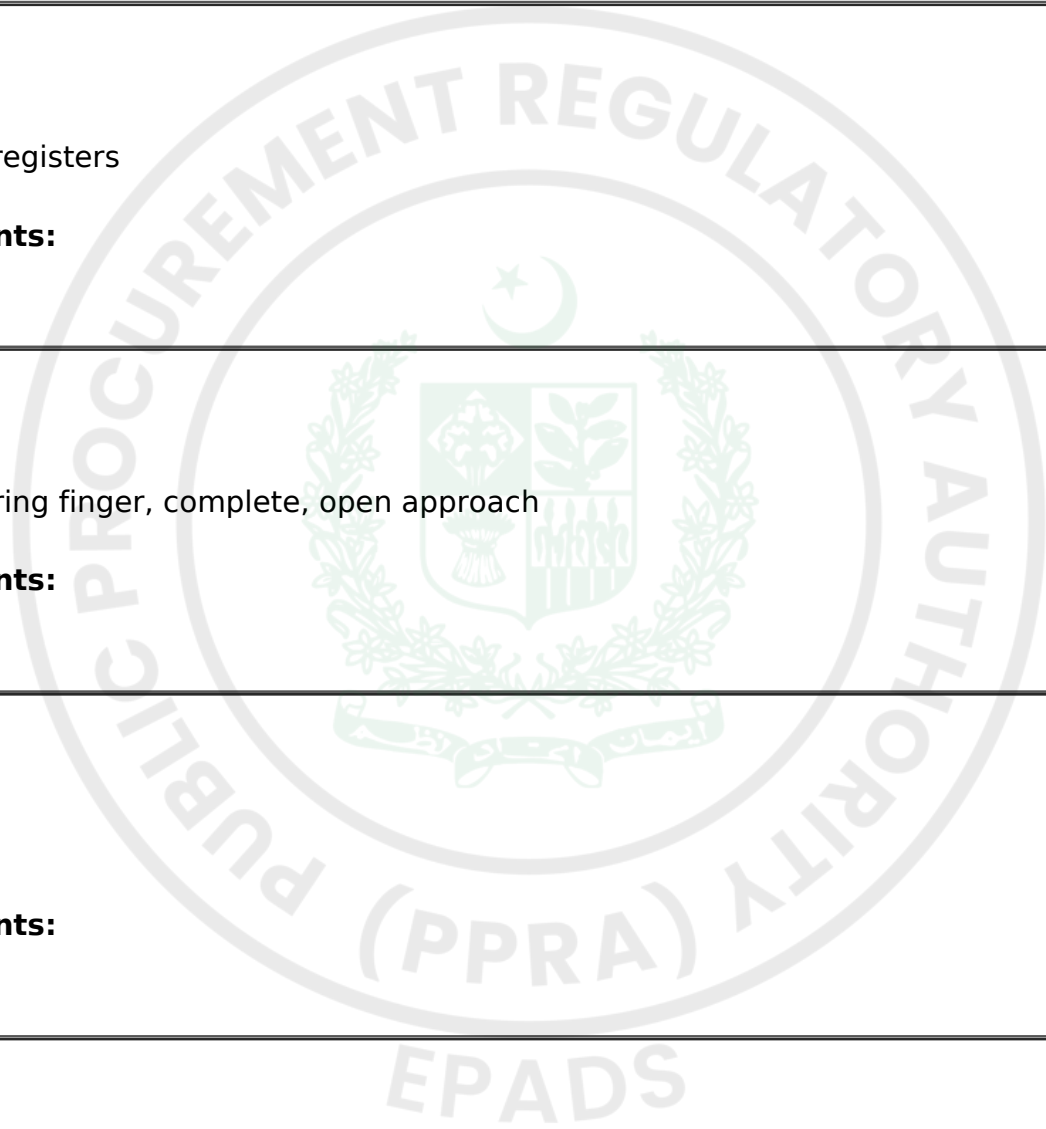 PUBLIC PROCUREMENT REGULATORY AUTHORITY
registers
nts:
ring finger, complete, open approach
nts:
nts:
(PPRA)
EPADS